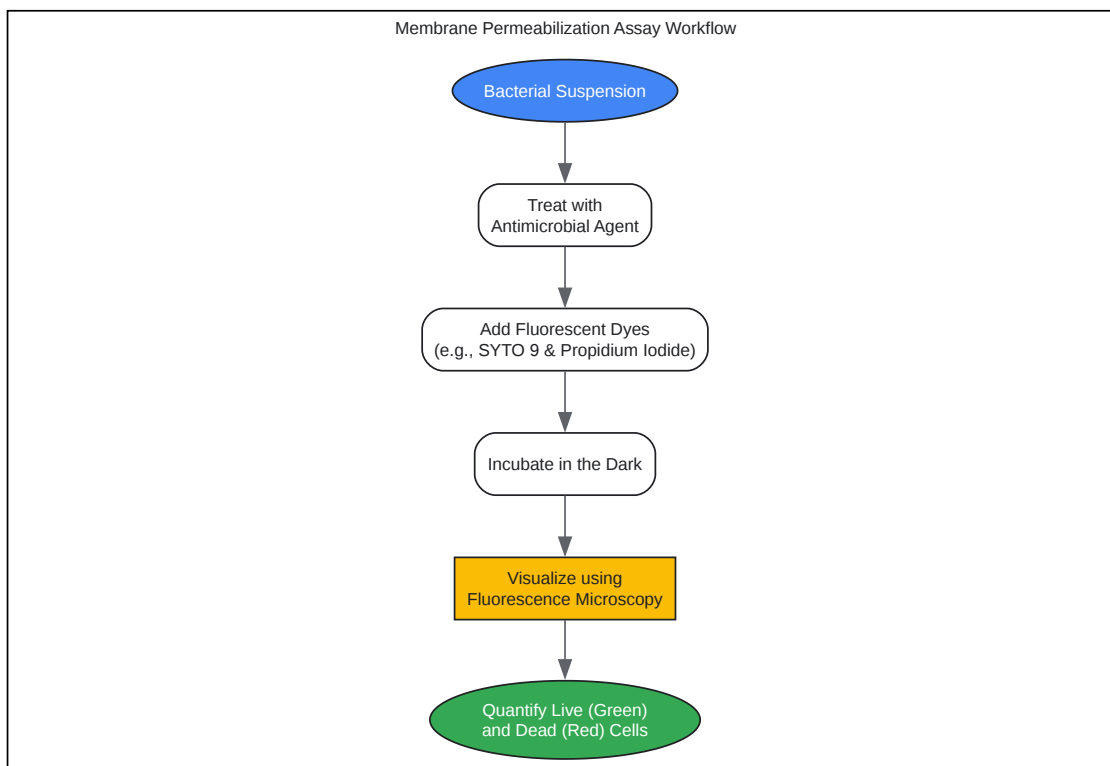 Membrane Permeabilization Assay Workflow
Bacterial Suspension
Treat with
Antimicrobial Agent
Add Fluorescent Dyes
(e.g., SYTO 9 & Propidium Iodide)
Incubate in the Dark
Visualize using
Fluorescence Microscopy
Quantify Live (Green)
and Dead (Red) Cells